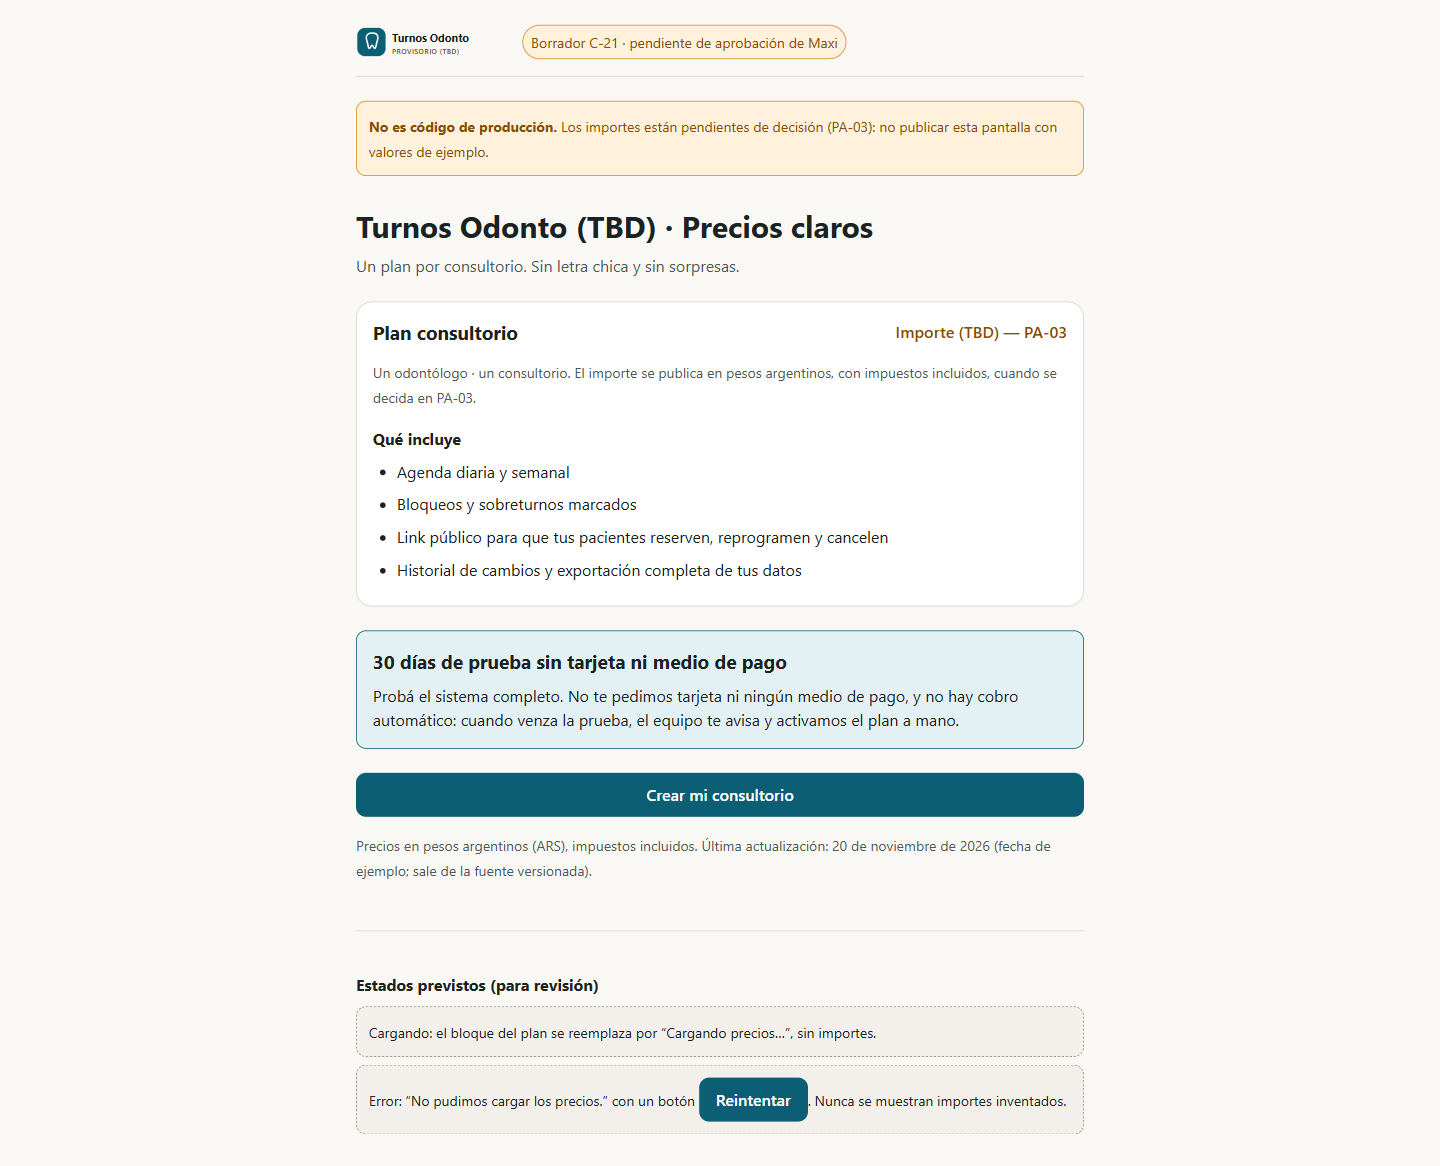 Turnos Odonto
PROVISORIO (TBD)
Borrador C-21 · pendiente de aprobación de Maxi
No es código de producción. Los importes están pendientes de decisión (PA-03): no publicar esta pantalla con
valores de ejemplo.
Turnos Odonto (TBD) · Precios claros
Un plan por consultorio. Sin letra chica y sin sorpresas.
Plan consultorio
Importe (TBD) — PA-03
Un odontólogo · un consultorio. El importe se publica en pesos argentinos, con impuestos incluidos, cuando se
decida en PA-03.
Qué incluye
• Agenda diaria y semanal
• Bloqueos y sobreturnos marcados
• Link público para que tus pacientes reserven, reprogramen y cancelen
• Historial de cambios y exportación completa de tus datos
30 días de prueba sin tarjeta ni medio de pago
Probá el sistema completo. No te pedimos tarjeta ni ningún medio de pago, y no hay cobro
automático: cuando venza la prueba, el equipo te avisa y activamos el plan a mano.
Crear mi consultorio
Precios en pesos argentinos (ARS), impuestos incluidos. Última actualización: 20 de noviembre de 2026 (fecha de
ejemplo; sale de la fuente versionada).
Estados previstos (para revisión)
Cargando: el bloque del plan se reemplaza por “Cargando precios…”, sin importes.
Error: “No pudimos cargar los precios.” con un botón Reintentar . Nunca se muestran importes inventados.